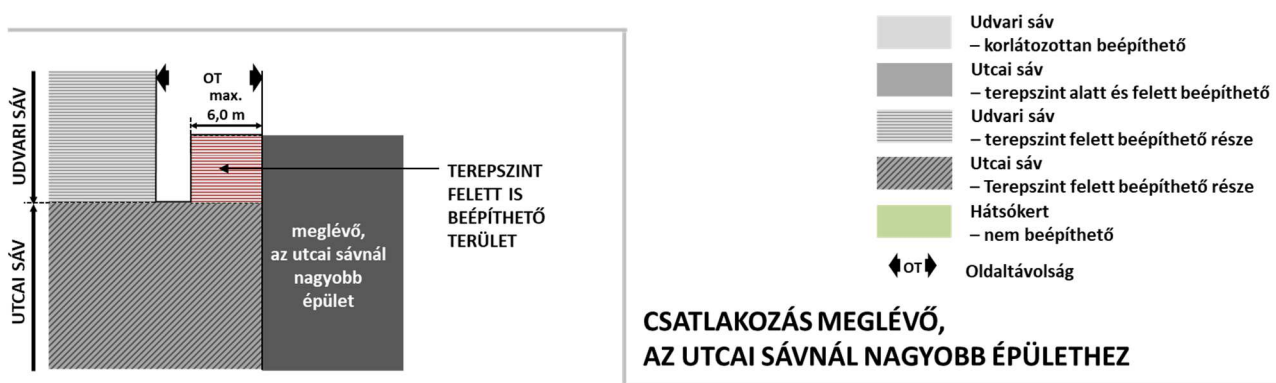 UDVARI SÁV
UTCAI SÁV
OT
max.
6,0 m
TEREPSZINT
FELETT IS
BEÉPÍTHETŐ
TERÜLET
meglévő,
az utcai sávnál
nagyobb
épület
Udvari sáv
– korlátozottan beépíthető
Utcai sáv
– terepszint alatt és felett beépíthető
Udvari sáv
– terepszint felett beépíthető része
Utcai sáv
– Terepszint felett beépíthető része
Hátsókert
– nem beépíthető
OT Oldaltávolság
CSATLAKOZÁS MEGLÉVŐ,
AZ UTCAI SÁVNÁL NAGYOBB ÉPÜLETHEZ